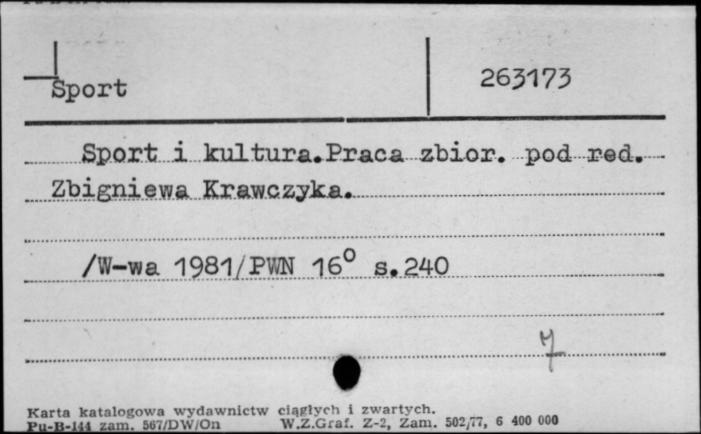 Sport 263173
Sport i kultura.Praca zbior. pod red.
Zbigniewa Krawczyka.
/W-wa 1981/PWN 16° s.240
Karta katalogowa wydawnictw ciągłych i zwartych.
Pu-B-144 zam. 567/DW/On W.Z.Graf. Z-2, Zam. 502/77, 6 400 000